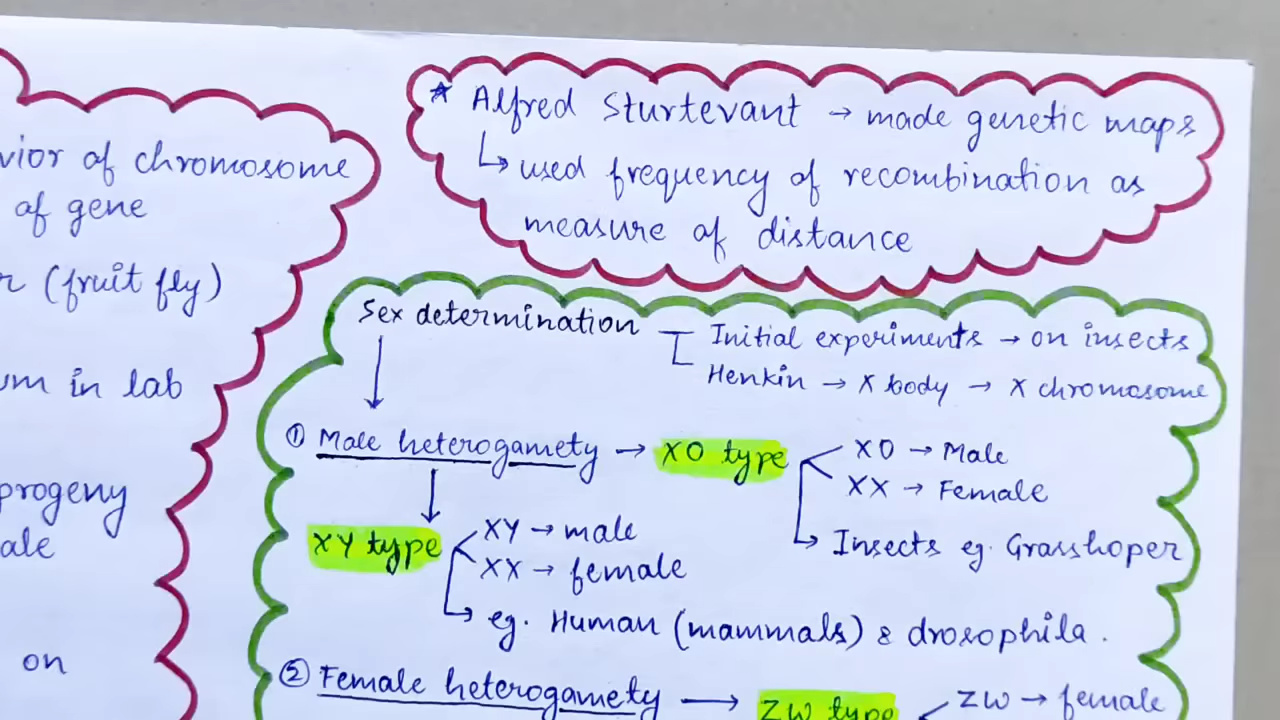 vior of chromosome
of gene
r (fruit fly)
um in lab
progeny
ale
on
* Alfred Sturtevant → made genetic maps
↳ used frequency of recombination as
measure of distance
Sex determination
Initial experiments → on insects
Henkin → X body → X chromosome
① Male heterogamety → XO type
XO → Male
XX → Female
↳ Insects eg. Grasshoper
XY type
XY → male
XX → female
↳ eg. Human (mammals) & drosophila.
② Female heterogamety → ZW type
ZW → female